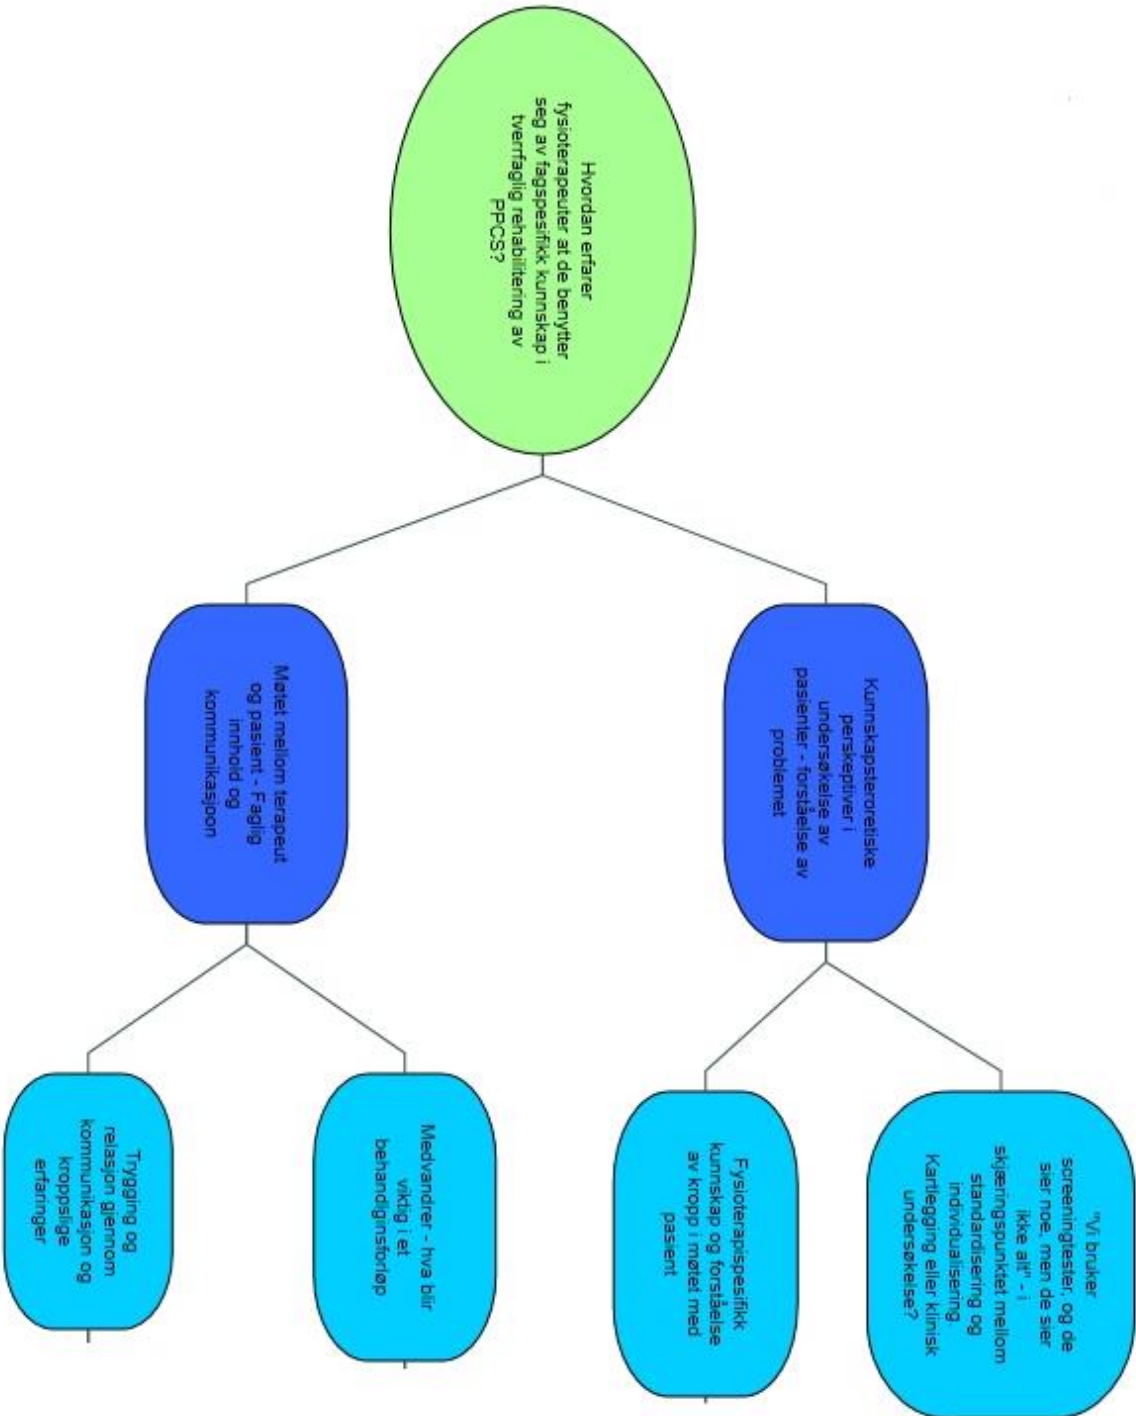 Hvordan erfarer
fysioterapeuter at de benytter
seg av fagspesifikk kunnskap i
tverrfaglig rehabilitering av
PPCS?
Kunnskapsteroretiske
perskeptiver i
undersøkelse av
pasienter - forståelse av
problemet
Møtet mellom terapeut
og pasient - Faglig
innhold og
kommunikasjoon
"Vi bruker
screeningtester, og de
sier noe, men de sier
ikke alt" - i
skjæringspunktet mellom
standardisering og
individualisering.
Kartlegging eller klinisk
undersøkelse?
Fysioterapispesifikk
kunnskap og forståelse
av kropp i møtet med
pasient
Medvandrer - hva blir
viktig i et
behandlginsforløp
Trygging og
relasjon gjennom
kommunikasjon og
kroppslige
erfaringer